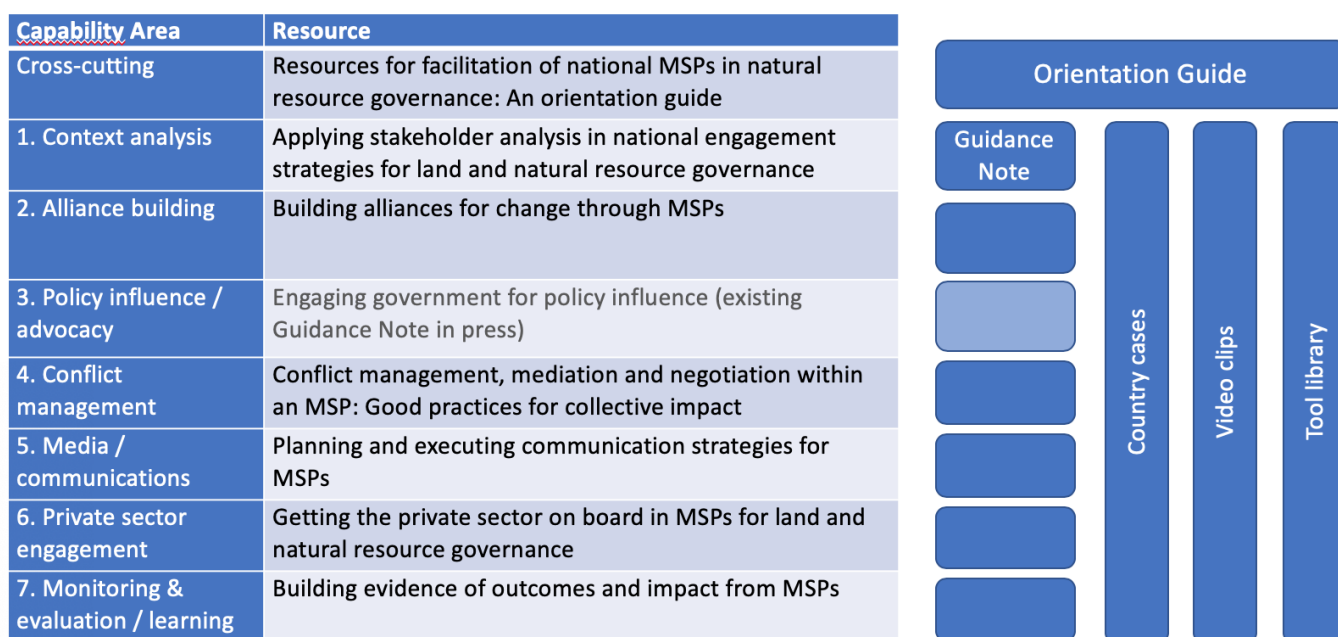 Capability Area
Resource
Cross-cutting
Resources for facilitation of national MSPs in natural
resource governance: An orientation guide
1. Context analysis
Applying stakeholder analysis in national engagement
strategies for land and natural resource governance
2. Alliance building
Building alliances for change through MSPs
3. Policy influence /
advocacy
Engaging government for policy influence (existing
Guidance Note in press)
4. Conflict
management
Conflict management, mediation and negotiation within
an MSP: Good practices for collective impact
5. Media /
communications
Planning and executing communication strategies for
MSPs
6. Private sector
engagement
Getting the private sector on board in MSPs for land and
natural resource governance
7. Monitoring &
evaluation / learning
Building evidence of outcomes and impact from MSPs
Orientation Guide
Guidance
Note
Country cases
Video clips
Tool library